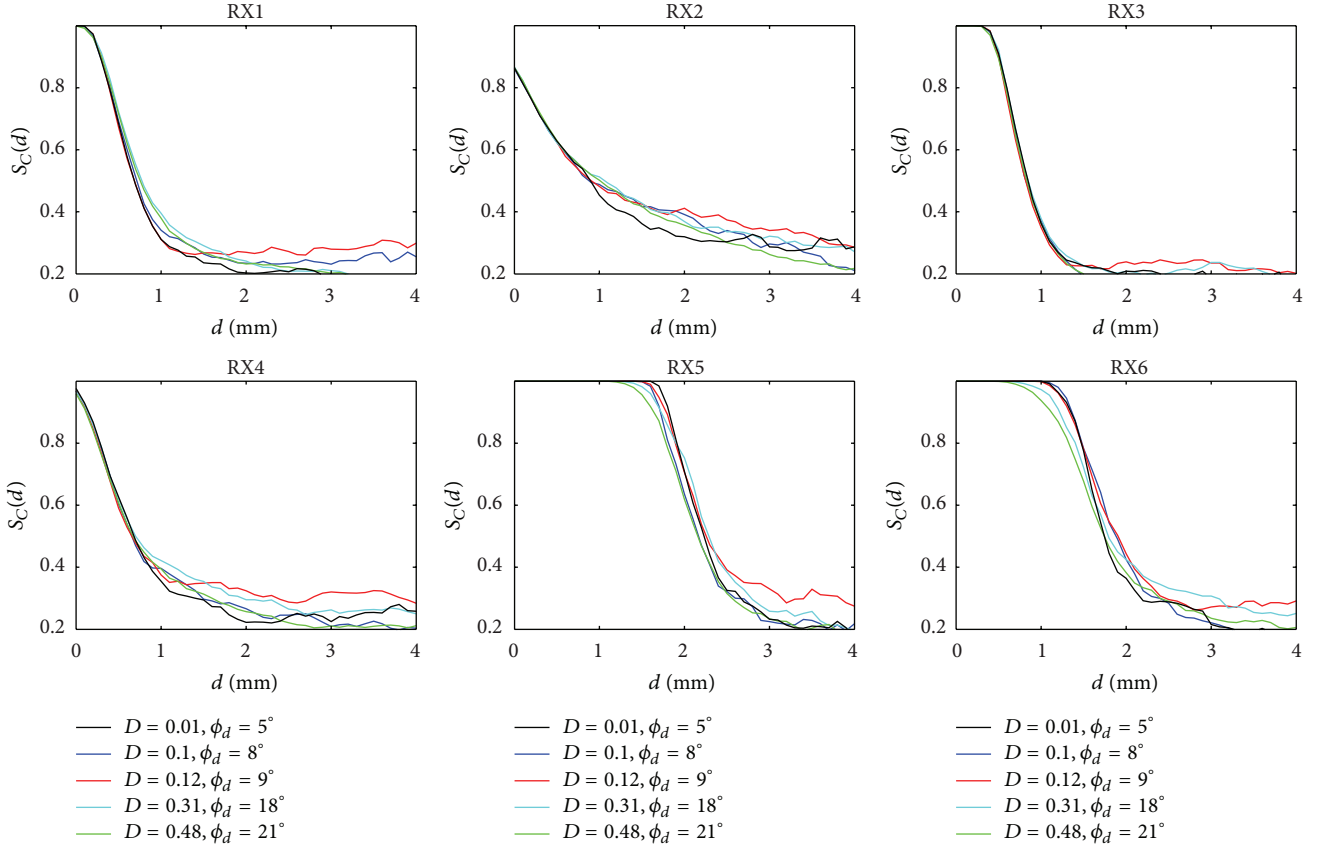 RX1
RX2
RX3
0.8
0.6
0.4
0.2
S_C(d)
0 1 2 3 4
d (mm)
0.8
0.6
0.4
0.2
S_C(d)
0 1 2 3 4
d (mm)
0.8
0.6
0.4
0.2
S_C(d)
0 1 2 3 4
d (mm)
RX4
RX5
RX6
0.8
0.6
0.4
0.2
S_C(d)
0 1 2 3 4
d (mm)
0.8
0.6
0.4
0.2
S_C(d)
0 1 2 3 4
d (mm)
0.8
0.6
0.4
0.2
S_C(d)
0 1 2 3 4
d (mm)
D = 0.01, ϕ_d = 5°
D = 0.1, ϕ_d = 8°
D = 0.12, ϕ_d = 9°
D = 0.31, ϕ_d = 18°
D = 0.48, ϕ_d = 21°
D = 0.01, ϕ_d = 5°
D = 0.1, ϕ_d = 8°
D = 0.12, ϕ_d = 9°
D = 0.31, ϕ_d = 18°
D = 0.48, ϕ_d = 21°
D = 0.01, ϕ_d = 5°
D = 0.1, ϕ_d = 8°
D = 0.12, ϕ_d = 9°
D = 0.31, ϕ_d = 18°
D = 0.48, ϕ_d = 21°